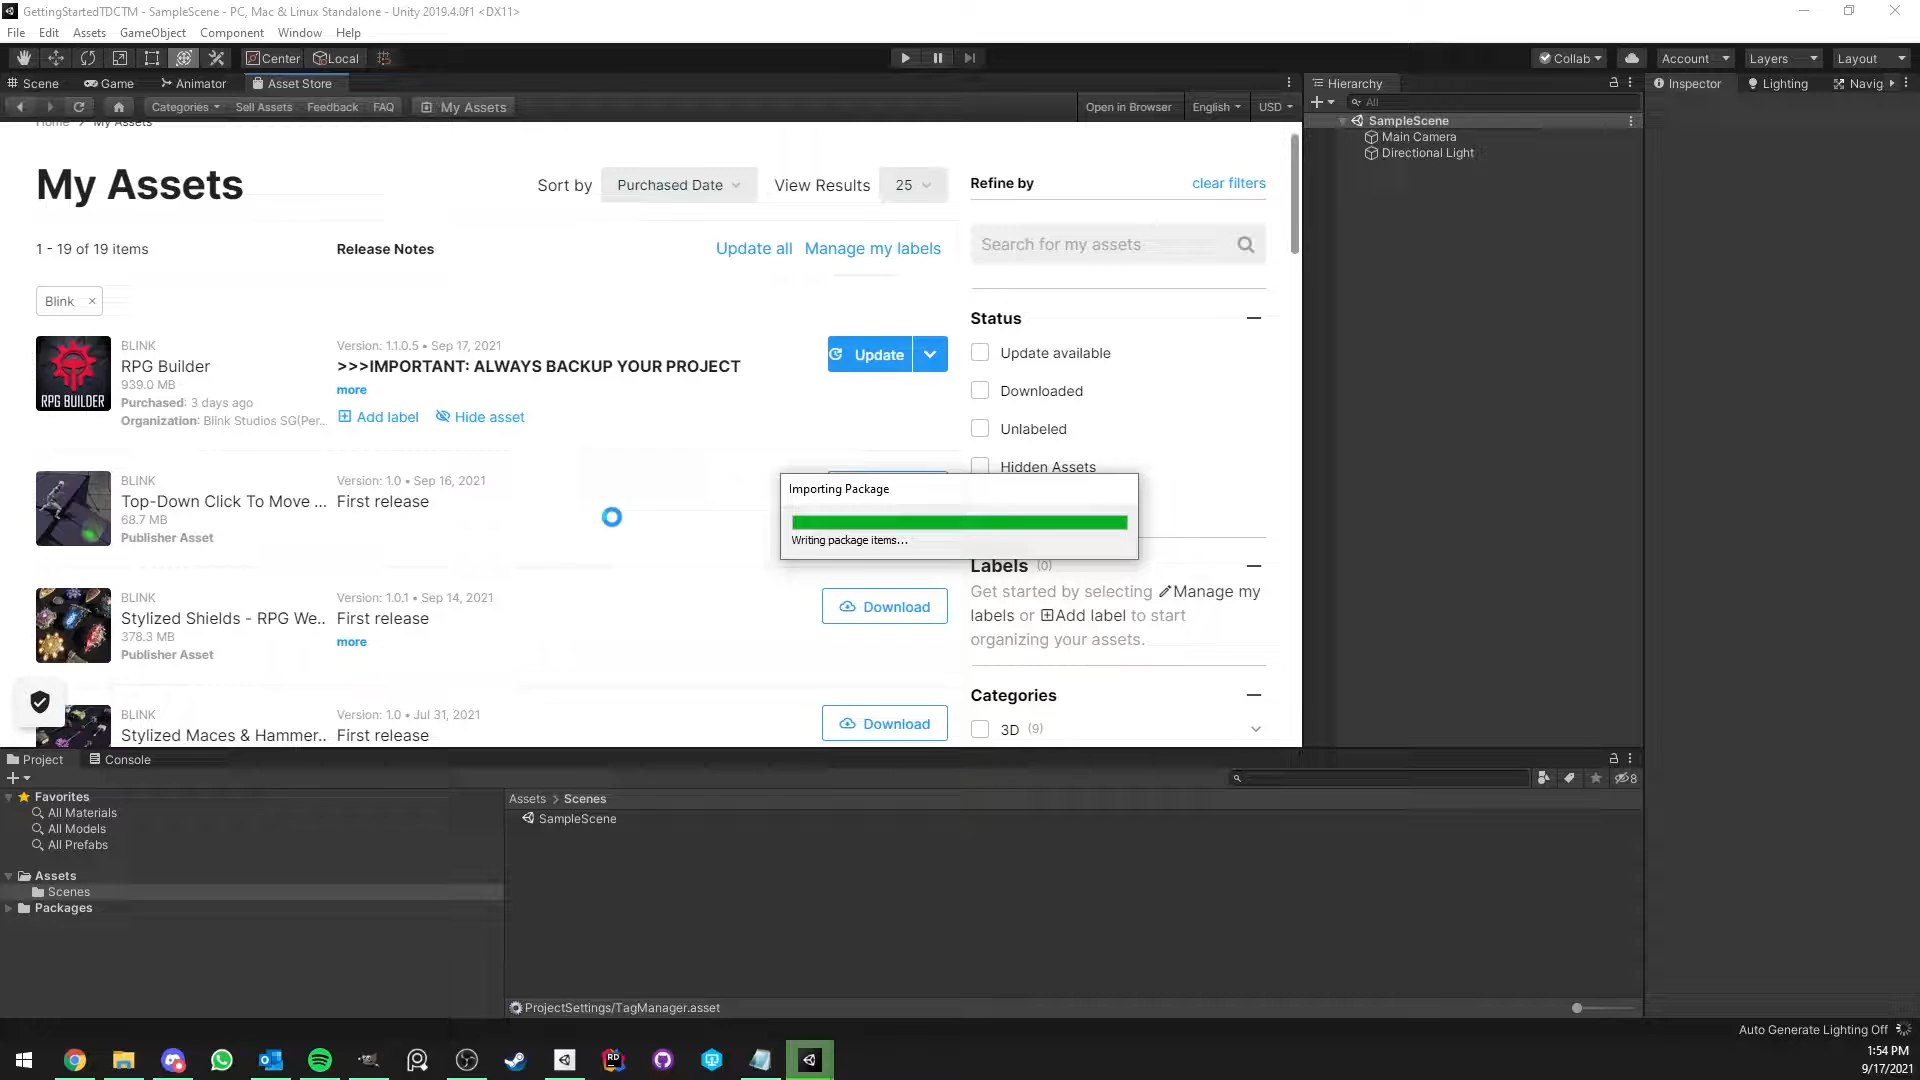 GettingStartedTDCTM - SampleScene - PC, Mac & Linux Standalone - Unity 2019.4.0f1 <DX11>
File Edit Assets GameObject Component Window Help
Center Local Collab Account Layers Layout
Scene Game Animator Asset Store Hierarchy Inspector Lighting Navig
Categories Sell Assets Feedback FAQ My Assets Open in Browser English USD All
Home > My Assets
SampleScene
Main Camera
Directional Light
My Assets
Sort by Purchased Date View Results 25
Refine by clear filters
1 - 19 of 19 items Release Notes Update all Manage my labels
Search for my assets
Blink ×
Status
Update available
Downloaded
Unlabeled
Hidden Assets
RPG BUILDER
BLINK
RPG Builder
939.0 MB
Purchased: 3 days ago
Organization: Blink Studios SG(Per..
Version: 1.1.0.5 • Sep 17, 2021
>>>IMPORTANT: ALWAYS BACKUP YOUR PROJECT
more
Add label Hide asset
Update
BLINK
Top-Down Click To Move ...
68.7 MB
Publisher Asset
Version: 1.0 • Sep 16, 2021
First release
Importing Package
Writing package items...
BLINK
Stylized Shields - RPG We..
378.3 MB
Publisher Asset
Version: 1.0.1 • Sep 14, 2021
First release
more
Download
Labels (0)
Get started by selecting Manage my
labels or Add label to start
organizing your assets.
BLINK
Stylized Maces & Hammer..
Version: 1.0 • Jul 31, 2021
First release
Download
Categories
3D (9)
Project Console
8
Favorites
All Materials
All Models
All Prefabs
Assets
Scenes
Packages
Assets > Scenes
SampleScene
ProjectSettings/TagManager.asset
Auto Generate Lighting Off
RD
1:54 PM
9/17/2021